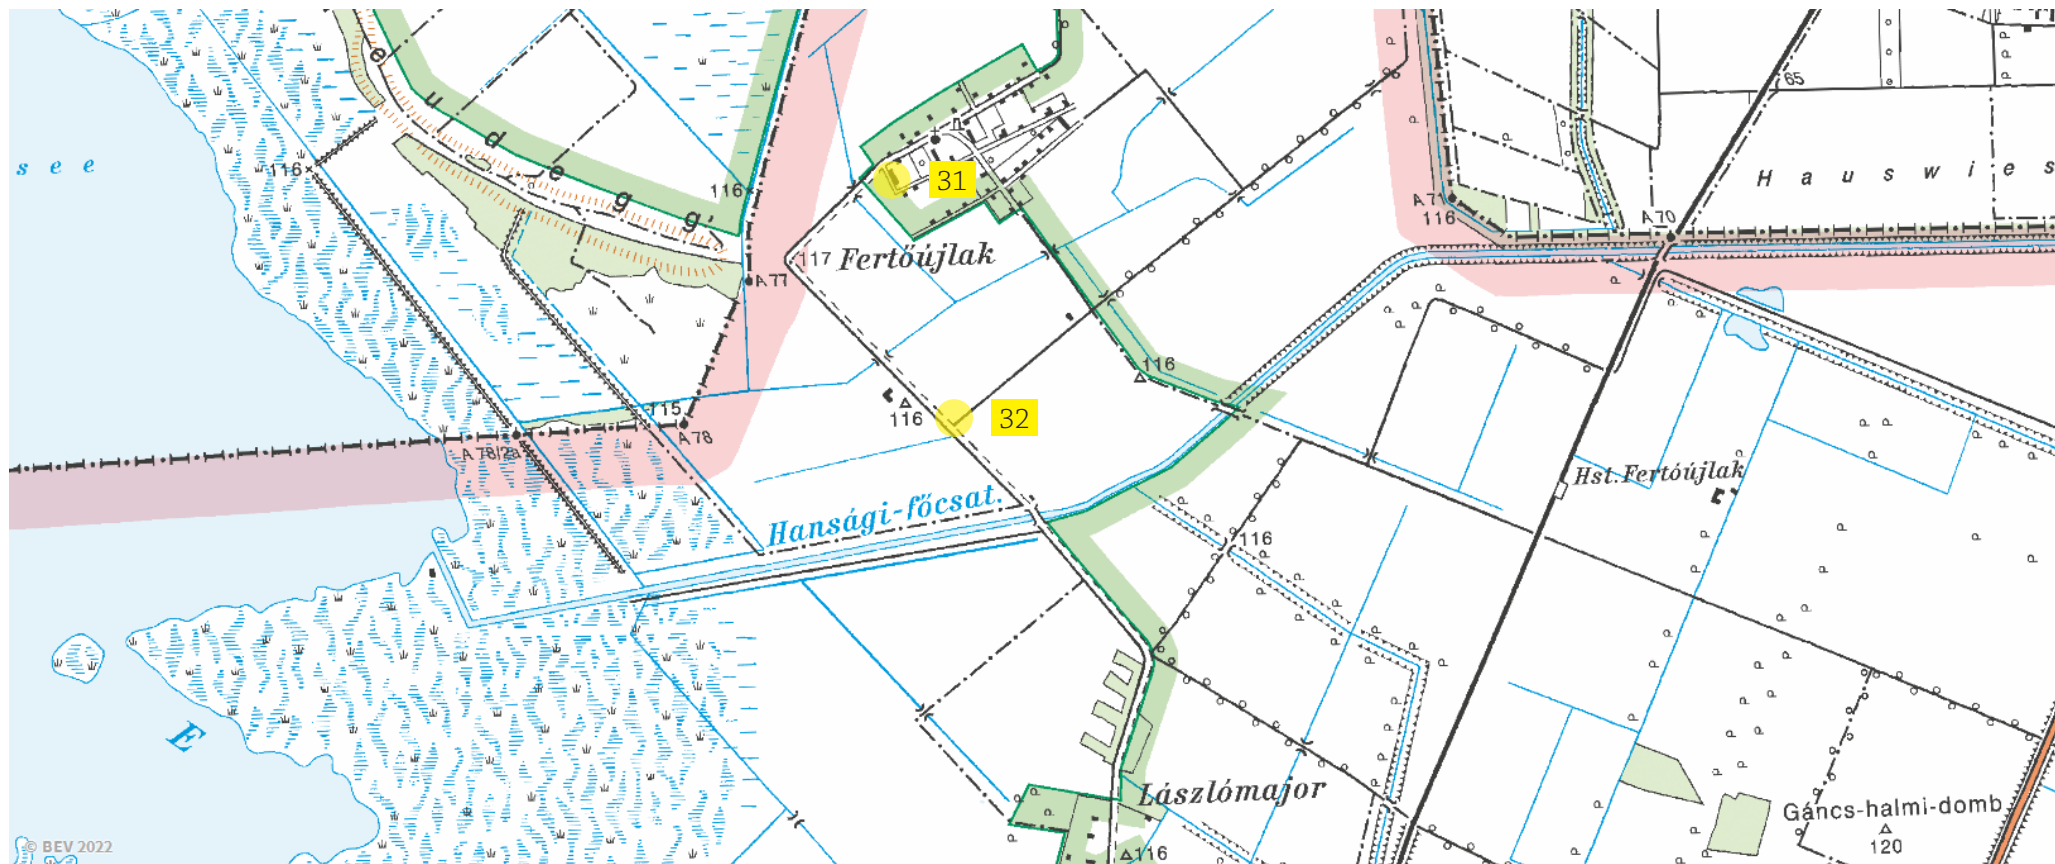 e
u
d
e
g
g'
65
s e e
n
116
116
A 71
116
A 70
Hauswies
31
117
Fertőújlak
A 77
116
115
116
32
A 78
A 78/2a
Hst. Fertőújlak
Hansági-főcsat.
116
E
Lászlómajor
Gáncs-halmi-domb
120
116
© BEV 2022